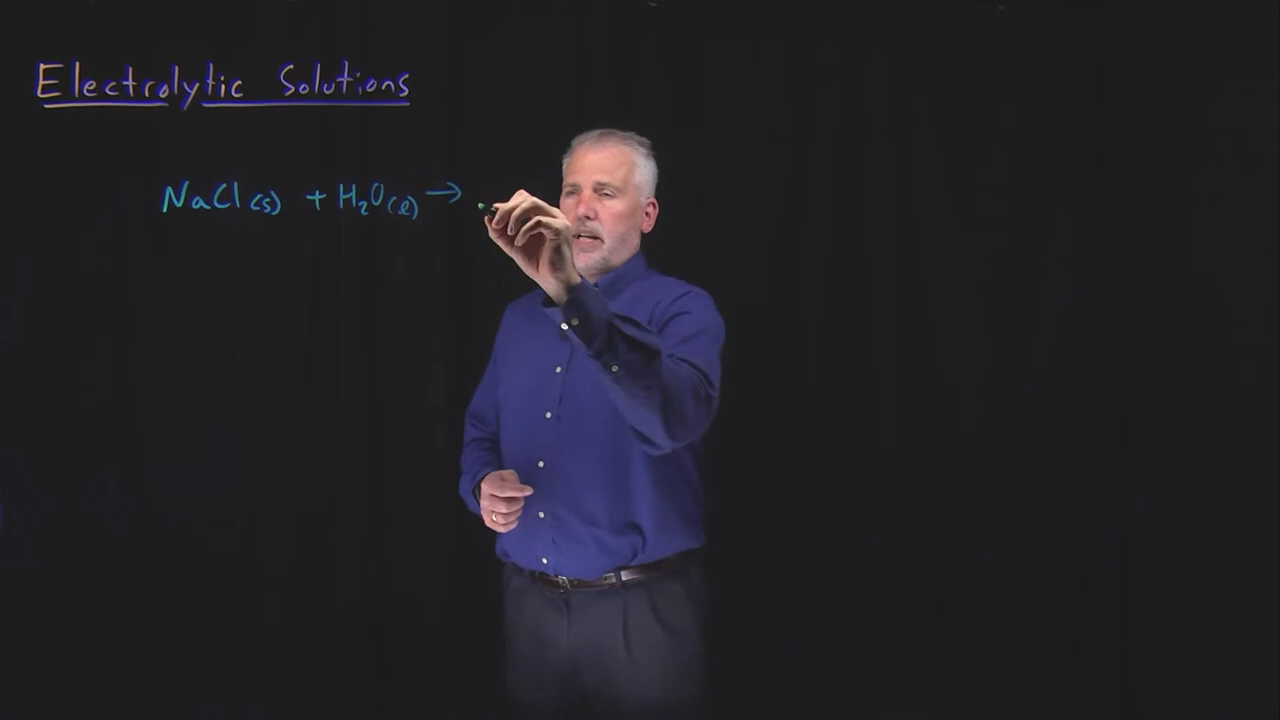 Electrolytic Solutions
NaCl(s) + H₂O(l) →